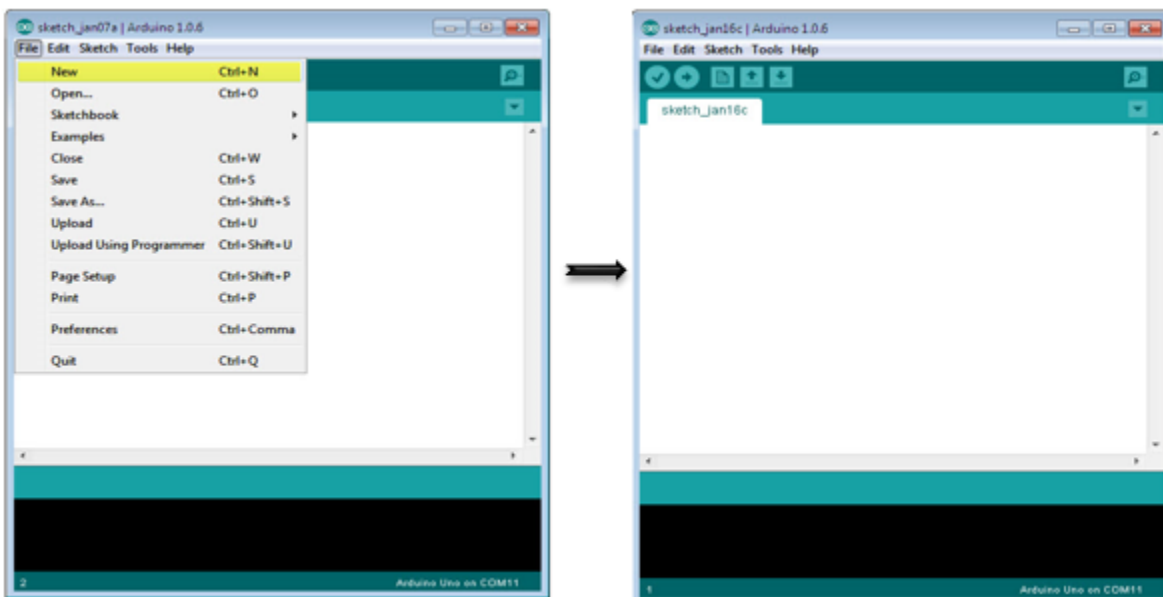 sketch_jan07a | Arduino 1.0.6
File Edit Sketch Tools Help
New Ctrl+N
Open... Ctrl+O
Sketchbook
Examples
Close Ctrl+W
Save Ctrl+S
Save As... Ctrl+Shift+S
Upload Ctrl+U
Upload Using Programmer Ctrl+Shift+U
Page Setup Ctrl+Shift+P
Print Ctrl+P
Preferences Ctrl+Comma
Quit Ctrl+Q
2 Arduino Uno on COM11
sketch_jan16c | Arduino 1.0.6
File Edit Sketch Tools Help
sketch_jan16c
1 Arduino Uno on COM11